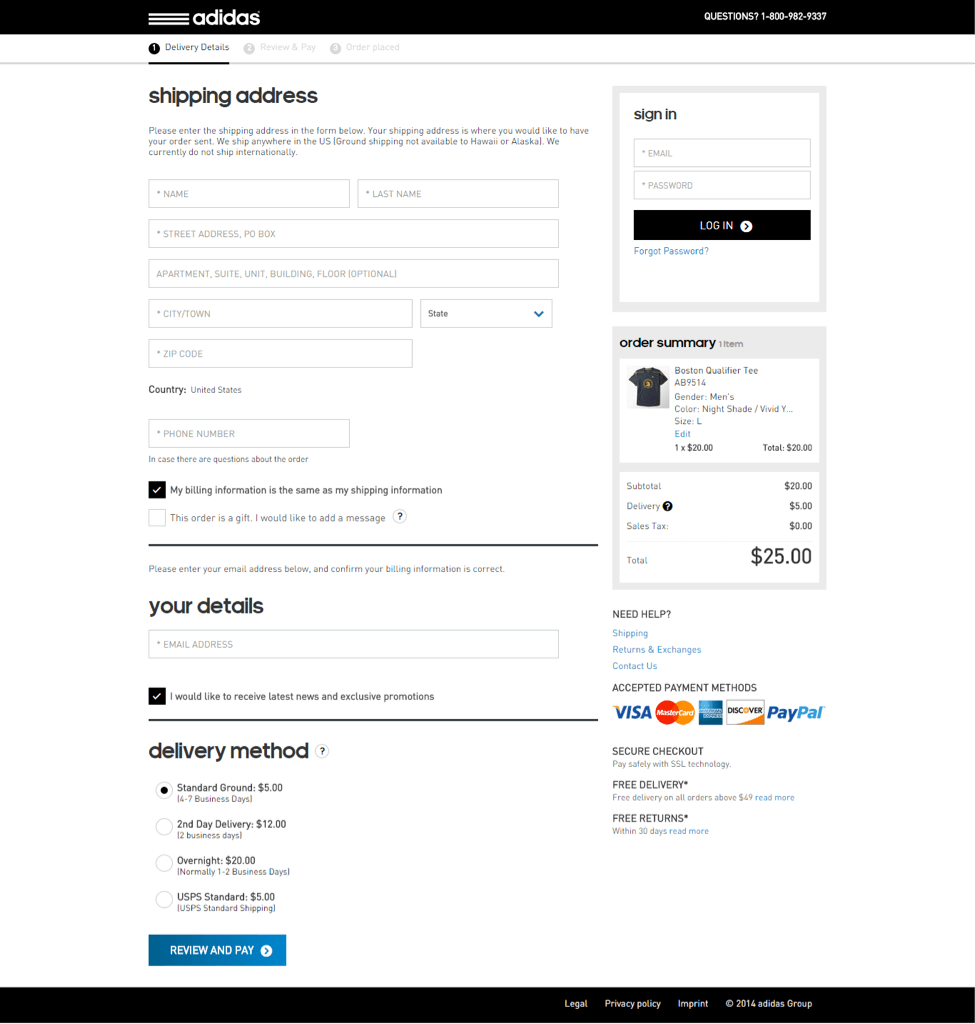 adidas
QUESTIONS? 1-800-982-9337
1 Delivery Details
2 Review & Pay
3 Order placed
shipping address
Please enter the shipping address in the form below. Your shipping address is where you would like to have
your order sent. We ship anywhere in the US (Ground shipping not available to Hawaii or Alaska). We
currently do not ship internationally.
* NAME
* LAST NAME
* STREET ADDRESS, PO BOX
APARTMENT, SUITE, UNIT, BUILDING, FLOOR (OPTIONAL)
* CITY/TOWN
State
* ZIP CODE
Country: United States
* PHONE NUMBER
In case there are questions about the order
My billing information is the same as my shipping information
This order is a gift. I would like to add a message ?
Please enter your email address below, and confirm your billing information is correct.
your details
* EMAIL ADDRESS
I would like to receive latest news and exclusive promotions
delivery method ?
Standard Ground: $5.00
(4-7 Business Days)
2nd Day Delivery: $12.00
(2 business days)
Overnight: $20.00
(Normally 1-2 Business Days)
USPS Standard: $5.00
(USPS Standard Shipping)
REVIEW AND PAY
sign in
* EMAIL
* PASSWORD
LOG IN
Forgot Password?
order summary 1 item
Boston Qualifier Tee
AB9514
Gender: Men's
Color: Night Shade / Vivid Y...
Size: L
Edit
1 x $20.00 Total: $20.00
Subtotal $20.00
Delivery ? $5.00
Sales Tax: $0.00
Total $25.00
NEED HELP?
Shipping
Returns & Exchanges
Contact Us
ACCEPTED PAYMENT METHODS
VISA MasterCard AMERICAN EXPRESS DISCOVER PayPal
SECURE CHECKOUT
Pay safely with SSL technology.
FREE DELIVERY*
Free delivery on all orders above $49 read more
FREE RETURNS*
Within 30 days read more
Legal Privacy policy Imprint © 2014 adidas Group